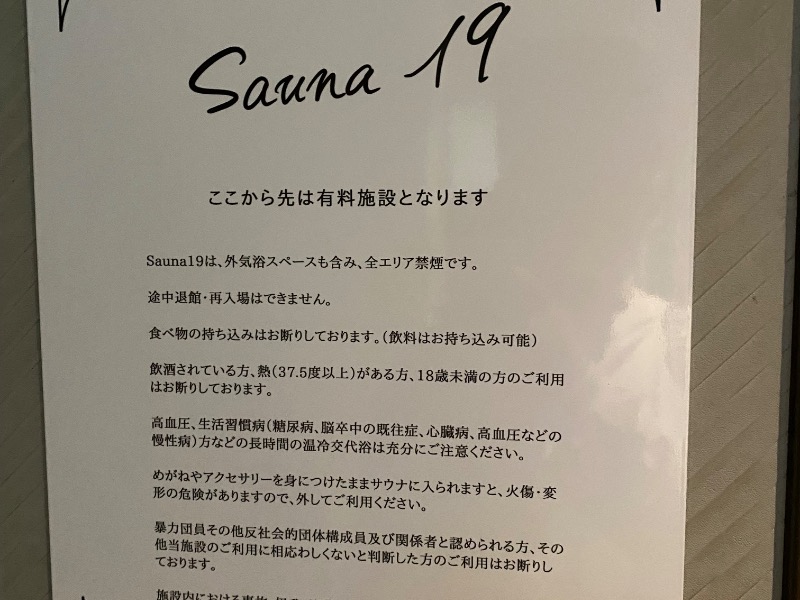 Sauna 19
ここから先は有料施設となります
Sauna19は、外気浴スペースも含み、全エリア禁煙です。
途中退館・再入場はできません。
食べ物の持ち込みはお断りしております。(飲料はお持ち込み可能)
飲酒されている方、熱(37.5度以上)がある方、18歳未満の方のご利用
はお断りしております。
高血圧、生活習慣病(糖尿病、脳卒中の既往症、心臓病、高血圧などの
慢性病)方などの長時間の温冷交代浴は充分にご注意ください。
めがねやアクセサリーを身につけたままサウナに入られますと、火傷・変
形の危険がありますので、外してご利用ください。
暴力団員その他反社会的団体構成員及び関係者と認められる方、その
他当施設のご利用に相応わしくないと判断した方のご利用はお断りし
ております。
施設内における